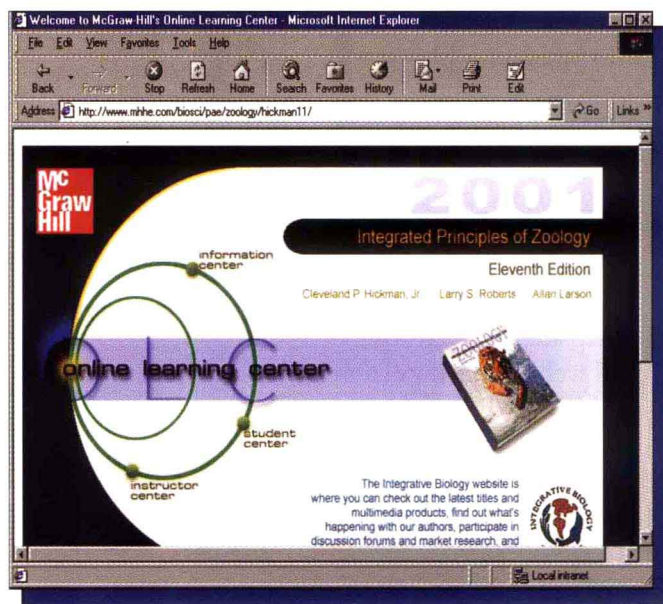 Welcome to McGraw-Hill's Online Learning Center - Microsoft Internet Explorer
File Edit View Favorites Tools Help
Back Forward Stop Refresh Home Search Favorites History Mail Print Edit
Address http://www.mhhe.com/biosci/pae/zoology/hickman11/ Go Links »
Mc
Graw
Hill
2001
Integrated Principles of Zoology
Eleventh Edition
Cleveland P. Hickman, Jr. Larry S. Roberts Allan Larson
information
center
OLC
online learning center
ZOOLOGY
student
center
instructor
center
The Integrative Biology website is
where you can check out the latest titles and
multimedia products, find out what's
happening with our authors, participate in
discussion forums and market research, and
INTEGRATIVE BIOLOGY
Local intranet